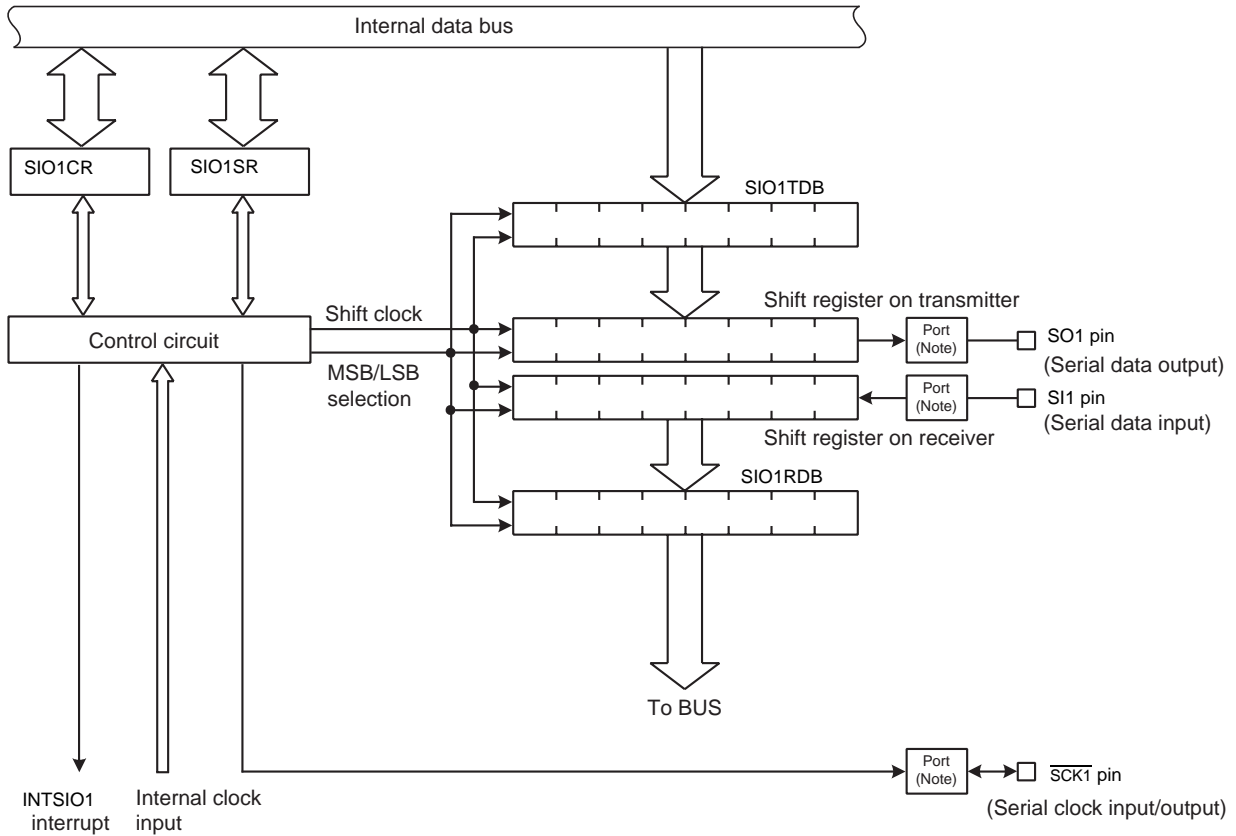 Internal data bus
SIO1CR
SIO1SR
SIO1TDB
Shift register on transmitter
Shift clock
Control circuit
MSB/LSB
selection
Port
(Note)
SO1 pin
(Serial data output)
Port
(Note)
SI1 pin
(Serial data input)
Shift register on receiver
SIO1RDB
To BUS
Port
(Note)
SCK1 pin
(Serial clock input/output)
INTSIO1
interrupt
Internal clock
input